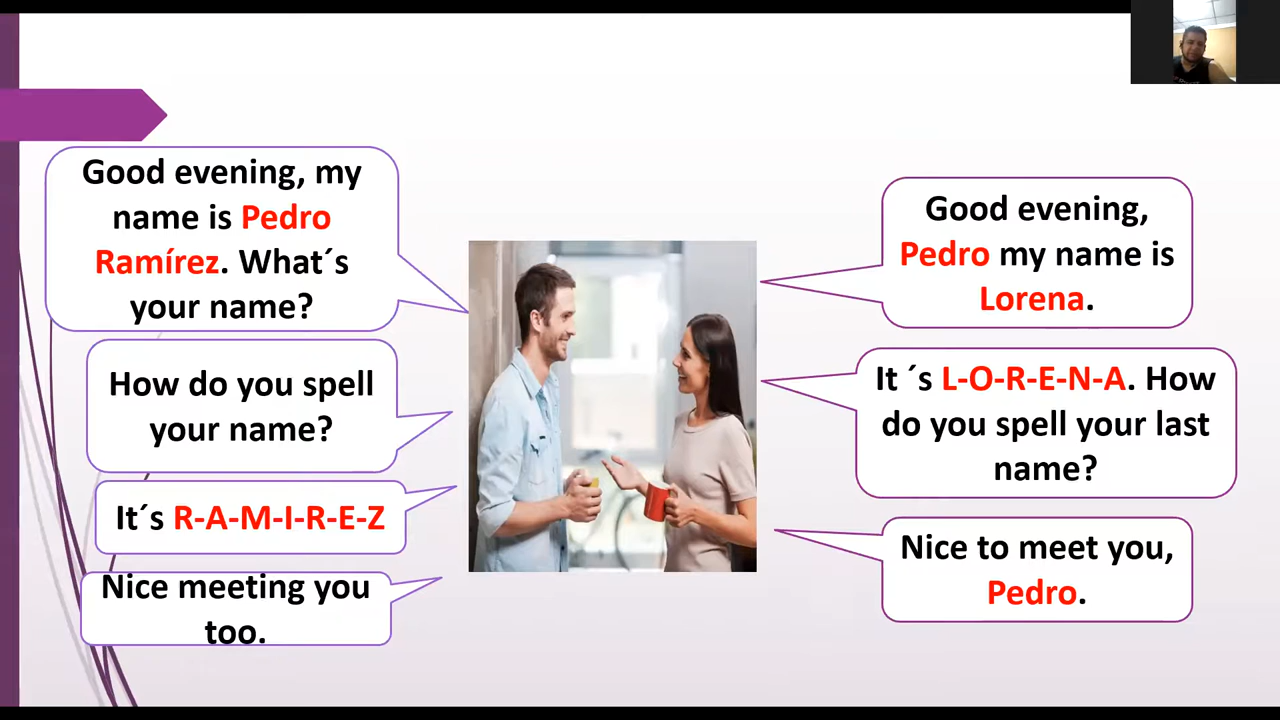 Good evening, my
name is Pedro
Ramírez. What´s
your name?
Good evening,
Pedro my name is
Lorena.
How do you spell
your name?
It ´s L-O-R-E-N-A. How
do you spell your last
name?
It´s R-A-M-I-R-E-Z
Nice to meet you,
Pedro.
Nice meeting you
too.